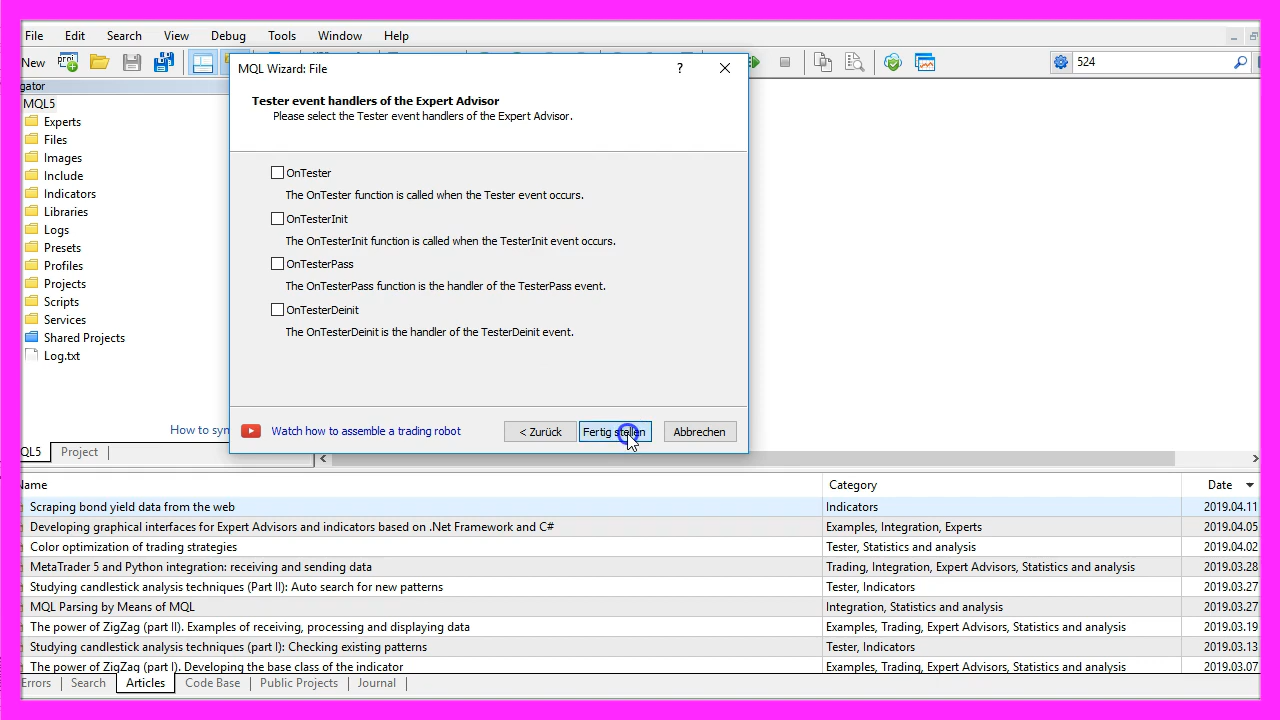 File Edit Search View Debug Tools Window Help
New 524
gator
MQL Wizard: File ?
MQL5
Experts
Files
Images
Include
Indicators
Libraries
Logs
Presets
Profiles
Projects
Scripts
Services
Shared Projects
Log.txt
Tester event handlers of the Expert Advisor
Please select the Tester event handlers of the Expert Advisor.
OnTester
The OnTester function is called when the Tester event occurs.
OnTesterInit
The OnTesterInit function is called when the TesterInit event occurs.
OnTesterPass
The OnTesterPass function is the handler of the TesterPass event.
OnTesterDeinit
The OnTesterDeinit is the handler of the TesterDeinit event.
How to syn
Watch how to assemble a trading robot < Zurück Fertig stellen Abbrechen
QL5 Project
Name Category Date
Scraping bond yield data from the web Indicators 2019.04.11
Developing graphical interfaces for Expert Advisors and indicators based on .Net Framework and C# Examples, Integration, Experts 2019.04.05
Color optimization of trading strategies Tester, Statistics and analysis 2019.04.02
MetaTrader 5 and Python integration: receiving and sending data Trading, Integration, Expert Advisors, Statistics and analysis 2019.03.28
Studying candlestick analysis techniques (Part II): Auto search for new patterns Tester, Indicators 2019.03.27
MQL Parsing by Means of MQL Integration, Statistics and analysis 2019.03.27
The power of ZigZag (part II). Examples of receiving, processing and displaying data Examples, Trading, Expert Advisors, Statistics and analysis 2019.03.19
Studying candlestick analysis techniques (part I): Checking existing patterns Tester, Indicators 2019.03.13
The power of ZigZag (part I). Developing the base class of the indicator Examples, Trading, Expert Advisors, Statistics and analysis 2019.03.07
Errors Search Articles Code Base Public Projects Journal